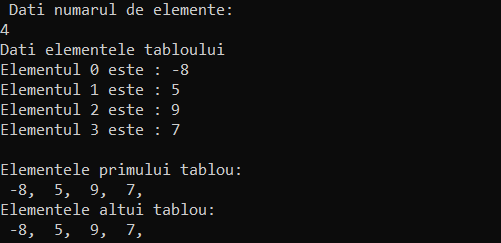 Dati numarul de elemente:
4
Dati elementele tabloului
Elementul 0 este : -8
Elementul 1 este : 5
Elementul 2 este : 9
Elementul 3 este : 7
Elementele primului tablou:
-8,  5,  9,  7,
Elementele altui tablou:
-8,  5,  9,  7,